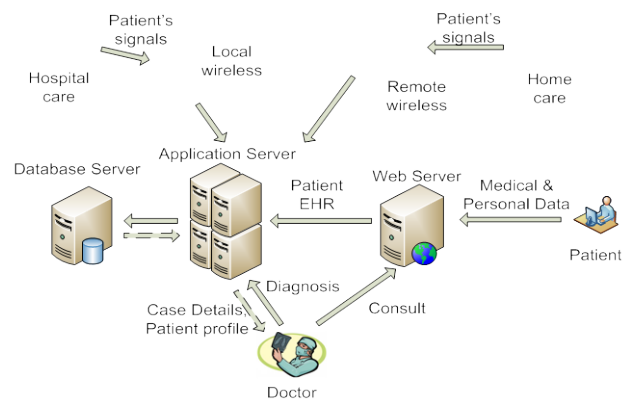 Patient's
signals
Patient's
signals
Local
wireless
Hospital
care
Remote
wireless
Home
care
Application Server
Database Server
Web Server
Patient
EHR
Medical &
Personal Data
Patient
Diagnosis
Case Details,
Patient profile
Consult
Doctor